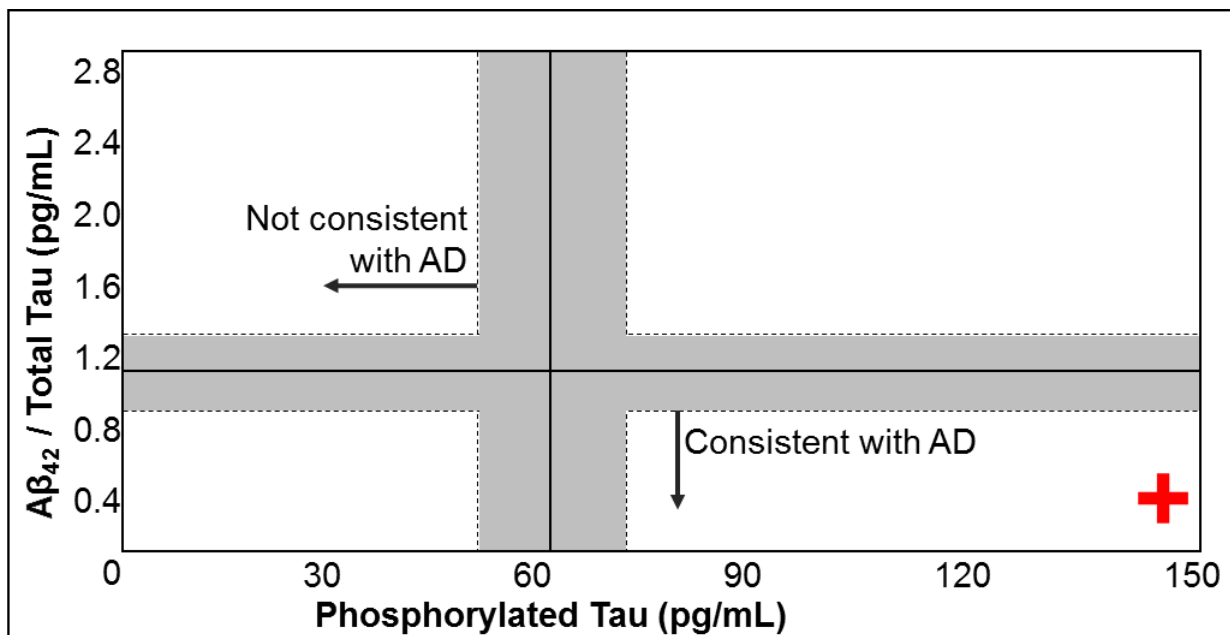 Aβ₄₂ / Total Tau (pg/mL)
2.8
2.4
2.0
1.6
1.2
0.8
0.4
Not consistent
with AD
Consistent with AD
0 30 60 90 120 150
Phosphorylated Tau (pg/mL)